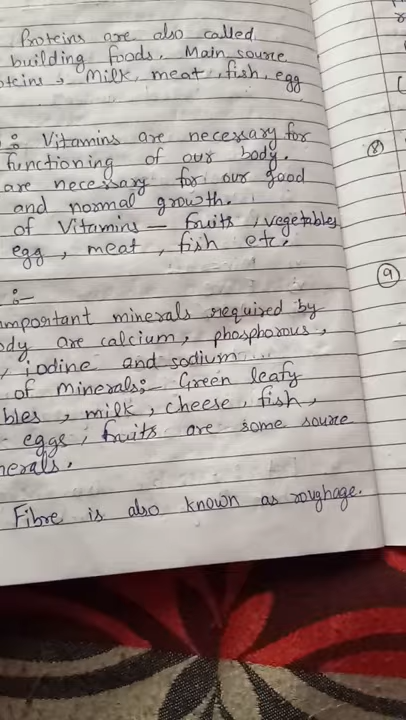 Proteins are also called
building foods. Main source
oteins : Milk, meat, fish, egg
: Vitamins are necessary for
functioning of our body.
are necessary for our good
and normal growth.
of Vitamins — fruits, vegetables
egg, meat, fish etc.
⑧
:-
⑨
important minerals required by
ody are calcium, phosphorous,
, iodine and sodium...
of minerals:- Green leafy
bles, milk, cheese, fish,
eggs, fruits are some source
nerals.
Fibre is also known as roughage.